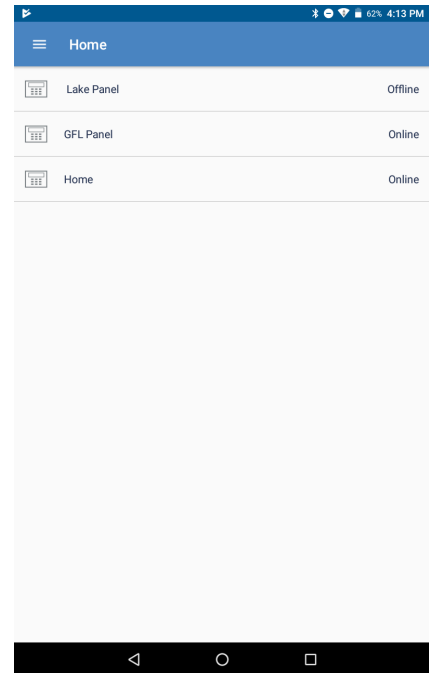 62% 4:13 PM
Home
Lake Panel Offline
GFL Panel Online
Home Online